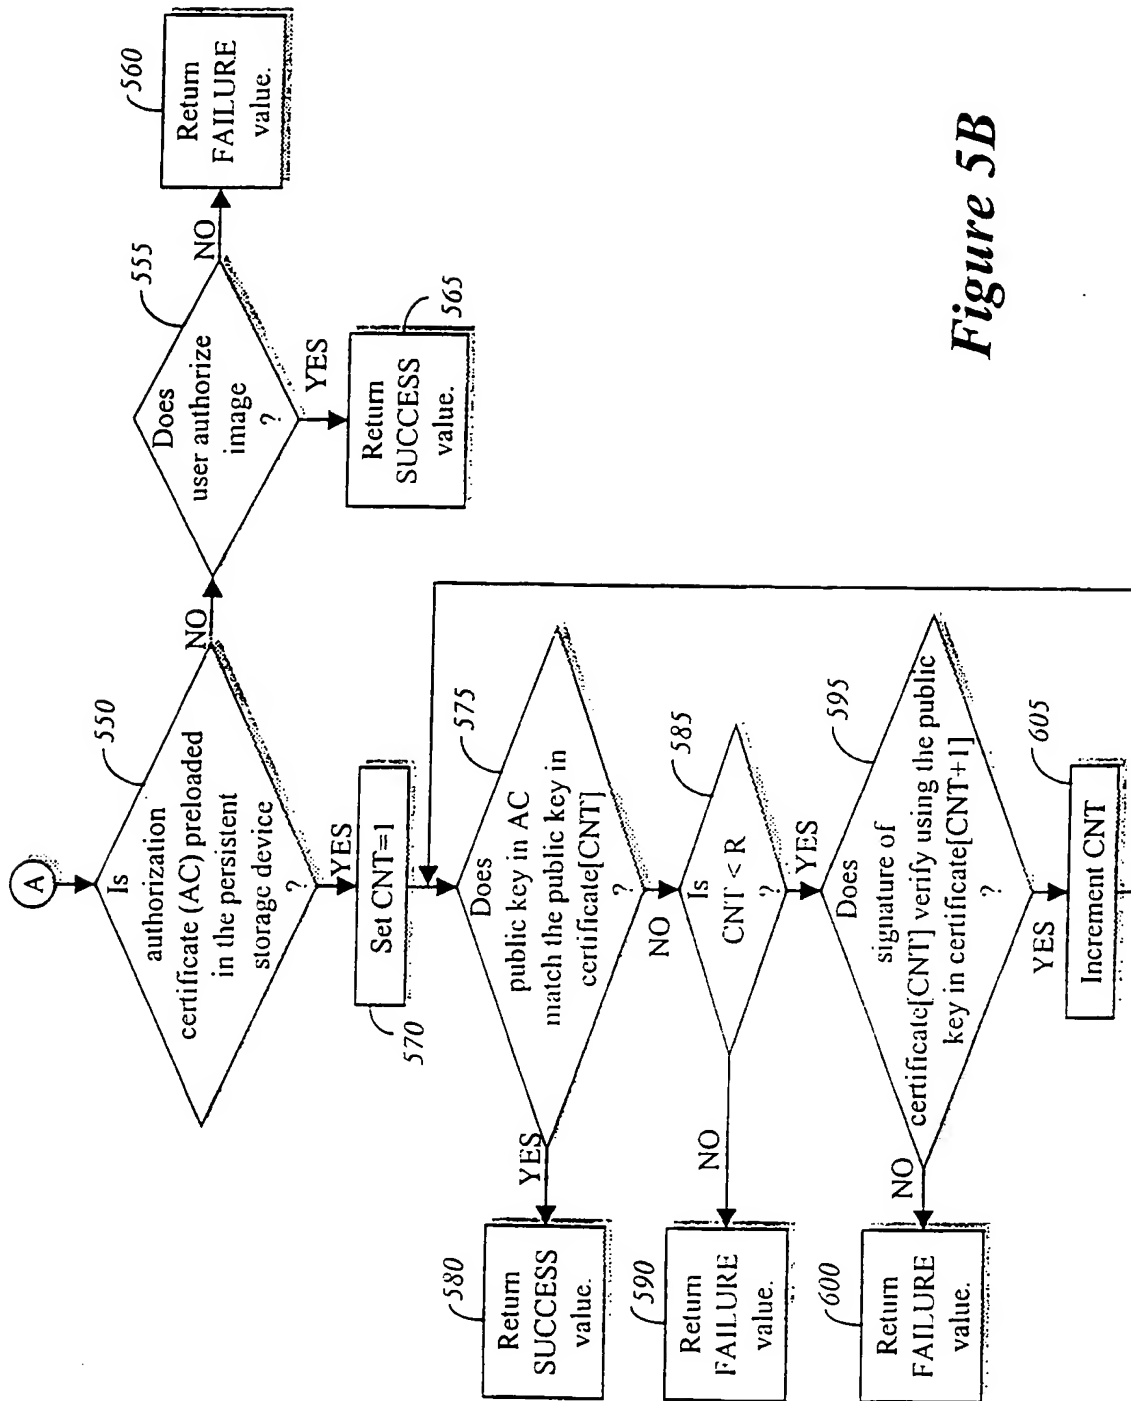 A
550
Is
authorization
certificate (AC) preloaded
in the persistent
storage device
?
NO
555
Does
user authorize
image
?
NO
560
Return
FAILURE
value.
YES
565
Return
SUCCESS
value.
YES
570
Set CNT=1
575
Does
public key in AC
match the public key in
certificate[CNT]
?
YES
580
Return
SUCCESS
value.
NO
585
Is
CNT < R
?
NO
590
Return
FAILURE
value.
YES
595
Does
signature of
certificate[CNT] verify using the public
key in certificate[CNT+1]
?
NO
600
Return
FAILURE
value.
YES
605
Increment CNT
Figure 5B